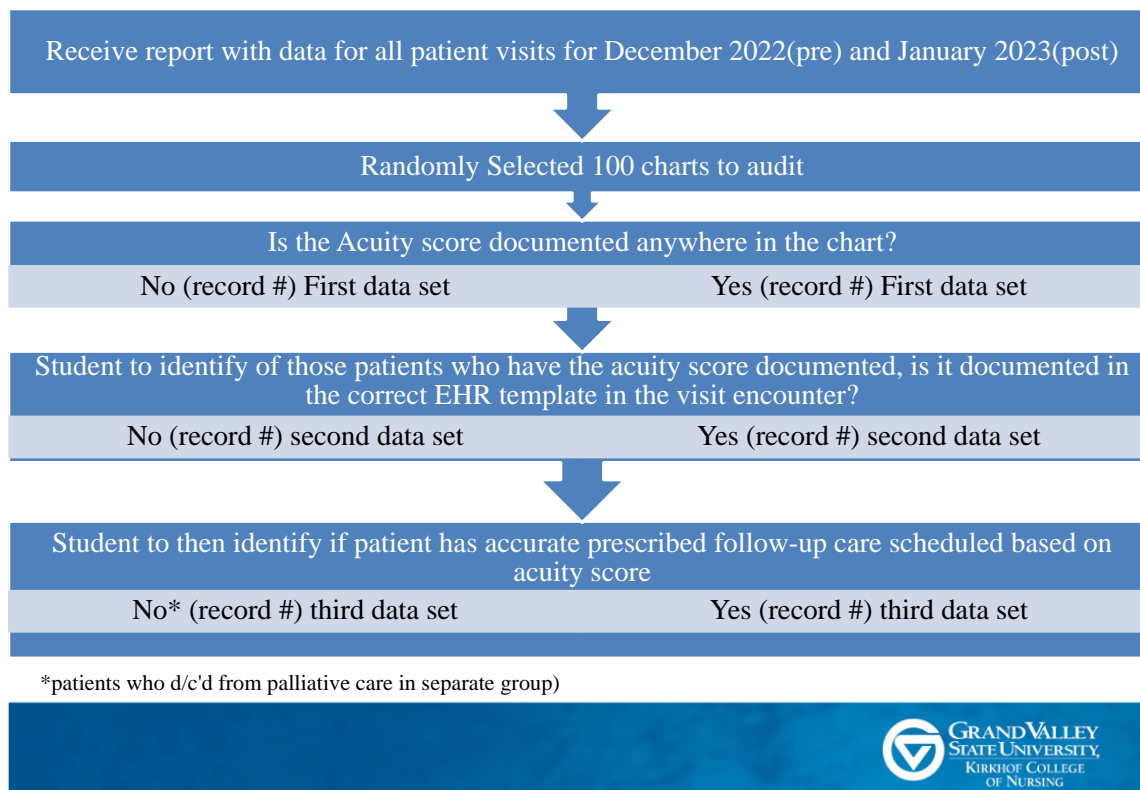 Receive report with data for all patient visits for December 2022(pre) and January 2023(post)
Randomly Selected 100 charts to audit
Is the Acuity score documented anywhere in the chart?
No (record #) First data set
Yes (record #) First data set
Student to identify of those patients who have the acuity score documented, is it documented in
the correct EHR template in the visit encounter?
No (record #) second data set
Yes (record #) second data set
Student to then identify if patient has accurate prescribed follow-up care scheduled based on
acuity score
No* (record #) third data set
Yes (record #) third data set
*patients who d/c'd from palliative care in separate group)
GRAND VALLEY
STATE UNIVERSITY,
KIRKHOF COLLEGE
OF NURSING